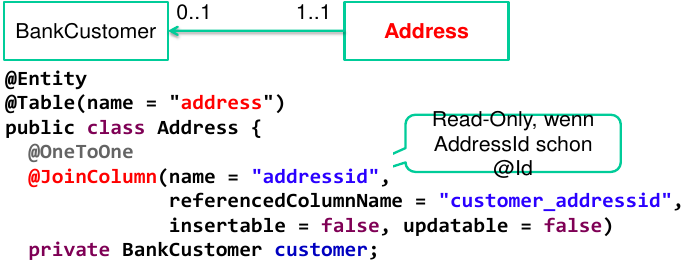 0..1 1..1
BankCustomer Address
@Entity
@Table(name = "address")
public class Address {
Read-Only, wenn
AddressId schon
@Id
@OneToOne
@JoinColumn(name = "addressid",
referencedColumnName = "customer_addressid",
insertable = false, updatable = false)
private BankCustomer customer;